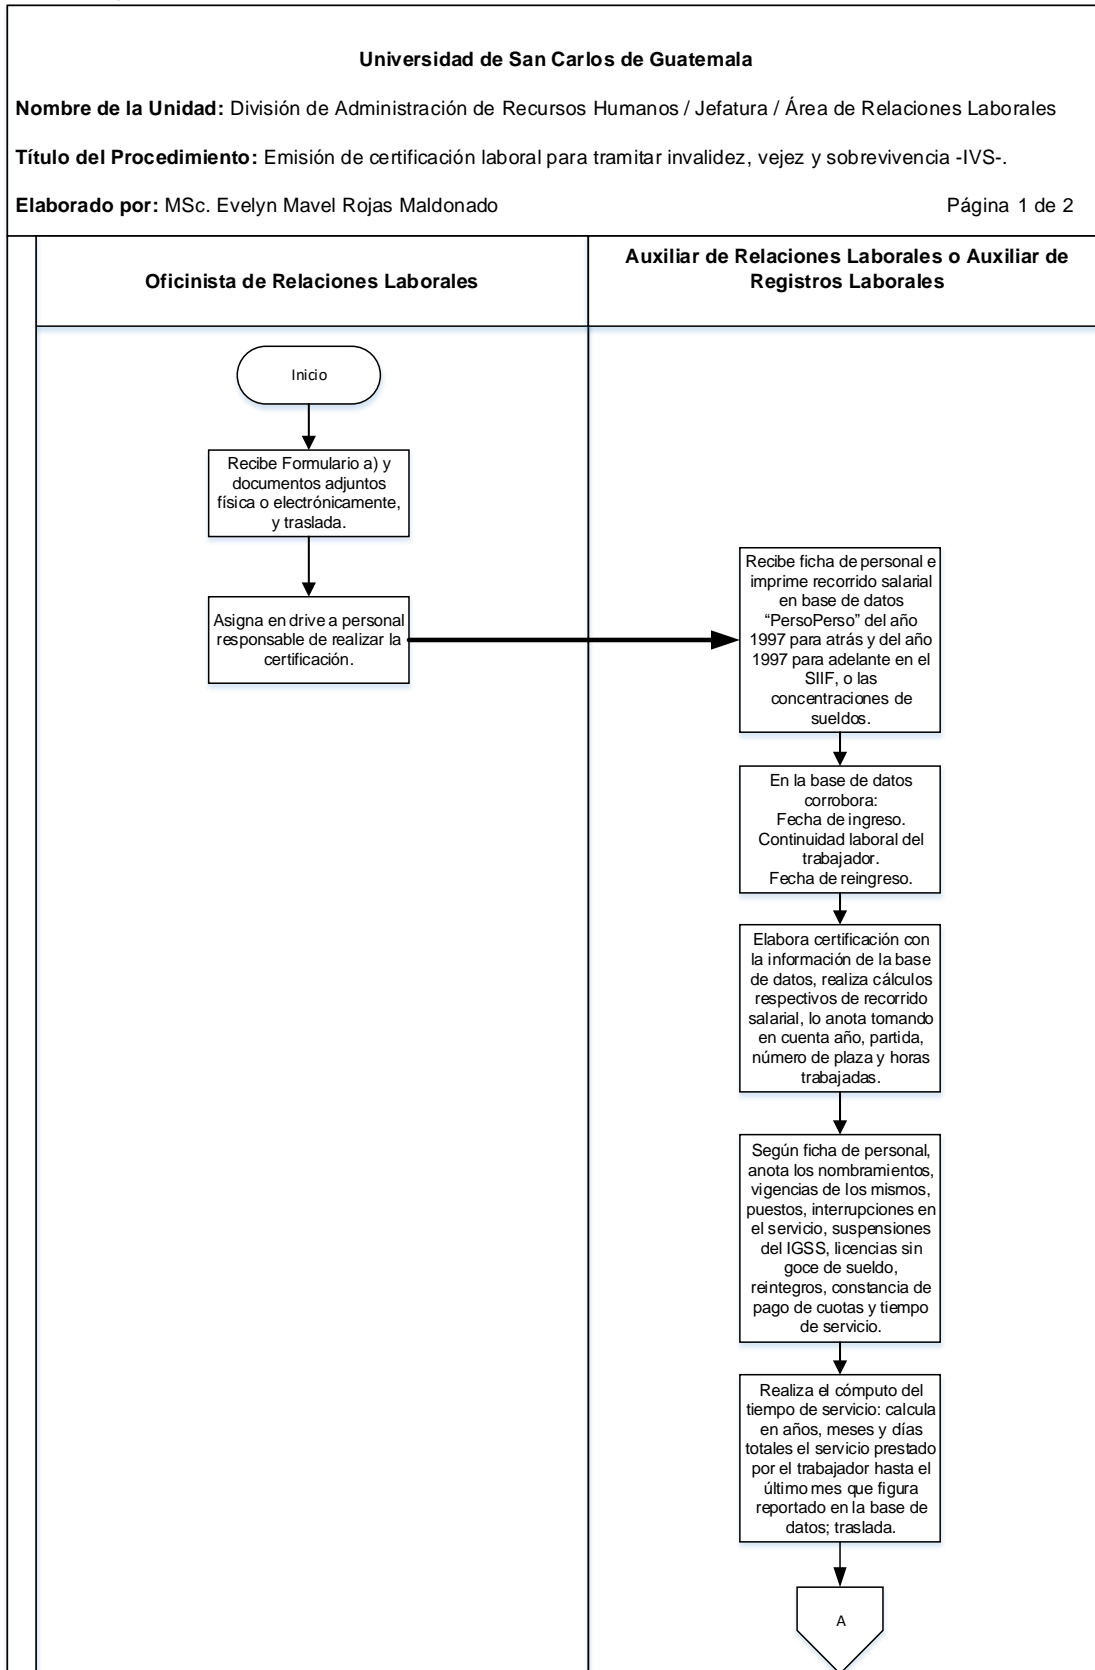 Universidad de San Carlos de Guatemala
Nombre de la Unidad: División de Administración de Recursos Humanos / Jefatura / Área de Relaciones Laborales
Título del Procedimiento: Emisión de certificación laboral para tramitar invalidez, vejez y sobrevivencia -IVS-.
Elaborado por: MSc. Evelyn Mavel Rojas Maldonado Página 1 de 2
Oficinista de Relaciones Laborales
Auxiliar de Relaciones Laborales o Auxiliar de
Registros Laborales
Inicio
Recibe Formulario a) y
documentos adjuntos
física o electrónicamente,
y traslada.
Asigna en drive a personal
responsable de realizar la
certificación.
Recibe ficha de personal e
imprime recorrido salarial
en base de datos
“PersoPerso” del año
1997 para atrás y del año
1997 para adelante en el
SIIF, o las
concentraciones de
sueldos.
En la base de datos
corrobora:
Fecha de ingreso.
Continuidad laboral del
trabajador.
Fecha de reingreso.
Elabora certificación con
la información de la base
de datos, realiza cálculos
respectivos de recorrido
salarial, lo anota tomando
en cuenta año, partida,
número de plaza y horas
trabajadas.
Según ficha de personal,
anota los nombramientos,
vigencias de los mismos,
puestos, interrupciones en
el servicio, suspensiones
del IGSS, licencias sin
goce de sueldo,
reintegros, constancia de
pago de cuotas y tiempo
de servicio.
Realiza el cómputo del
tiempo de servicio: calcula
en años, meses y días
totales el servicio prestado
por el trabajador hasta el
último mes que figura
reportado en la base de
datos; traslada.
A